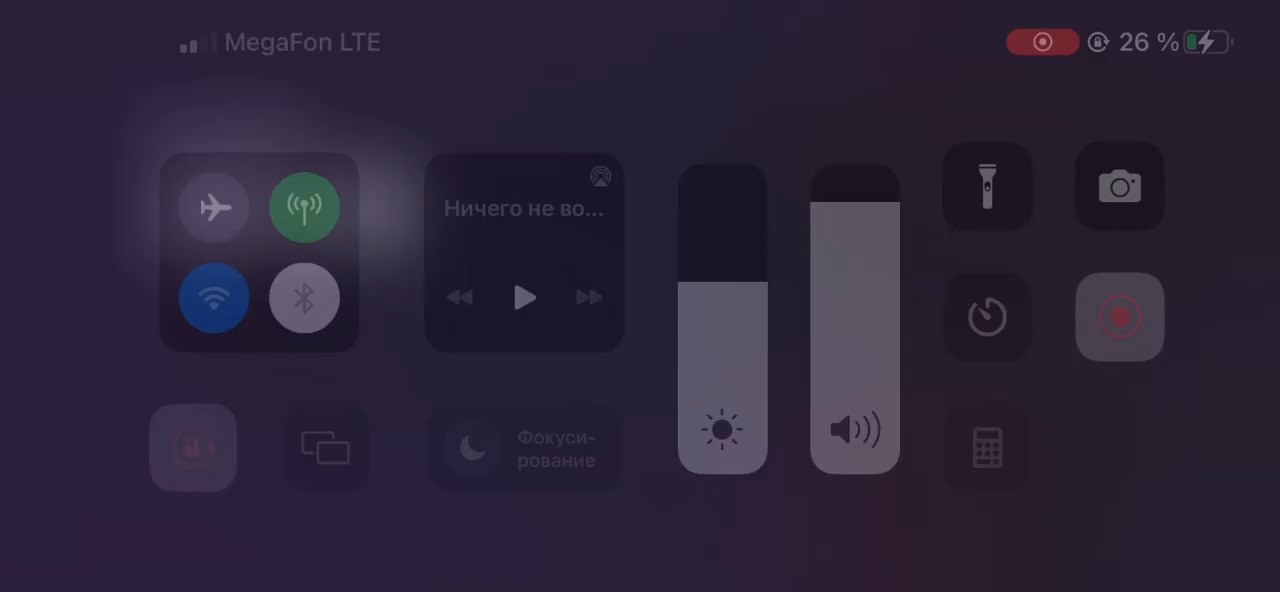 MegaFon LTE
26 %
Ничего не во...
Фокуси-
рование